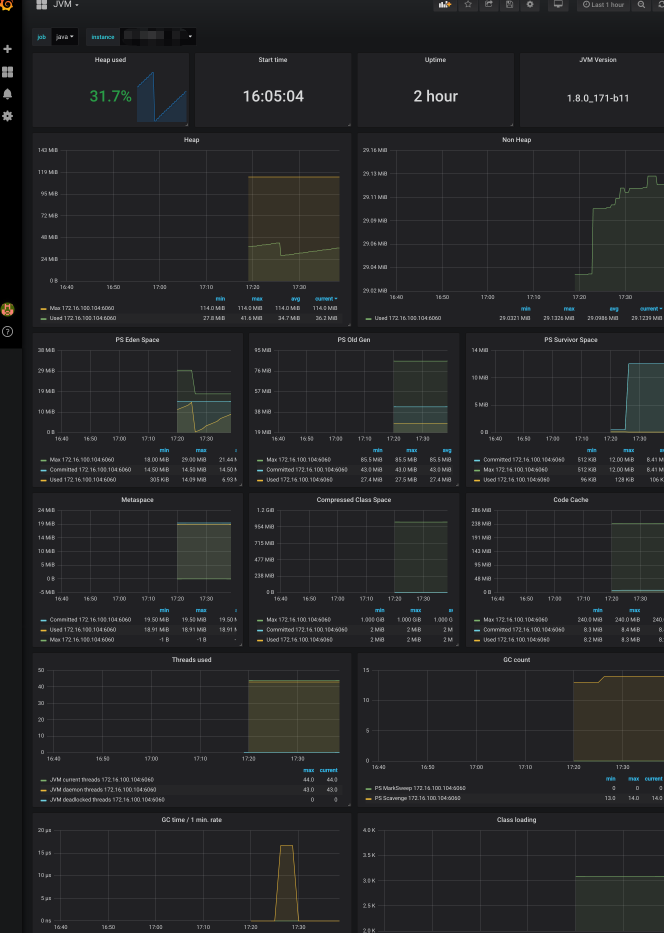 JVM
Last 1 hour
job java instance
Heap used Start time Uptime JVM Version
31.7% 16:05:04 2 hour 1.8.0_171-b11
Heap
143 MiB
119 MiB
95 MiB
72 MiB
48 MiB
24 MiB
0 B
16:40 16:50 17:00 17:10 17:20 17:30
min max avg current
Max 172.16.100.104:6060 114.0 MiB 114.0 MiB 114.0 MiB 114.0 MiB
Used 172.16.100.104:6060 27.8 MiB 41.6 MiB 34.7 MiB 36.2 MiB
Non Heap
29.16 MiB
29.13 MiB
29.11 MiB
29.09 MiB
29.06 MiB
29.04 MiB
29.02 MiB
16:40 16:50 17:00 17:10 17:20 17:30
min max avg current
Used 172.16.100.104:6060 29.0321 MiB 29.1326 MiB 29.0986 MiB 29.1239 MiB
PS Eden Space
38 MiB
29 MiB
19 MiB
10 MiB
0 B
16:40 16:50 17:00 17:10 17:20 17:30
min max
Max 172.16.100.104:6060 18.00 MiB 29.00 MiB 21.44 M
Committed 172.16.100.104:6060 14.50 MiB 14.50 MiB 14.50 M
Used 172.16.100.104:6060 305 KiB 14.09 MiB 6.93 M
PS Old Gen
95 MiB
76 MiB
57 MiB
38 MiB
19 MiB
16:40 16:50 17:00 17:10 17:20 17:30
min max avg
Max 172.16.100.104:6060 85.5 MiB 85.5 MiB 85.5 MiB
Committed 172.16.100.104:6060 43.0 MiB 43.0 MiB 43.0 MiB
Used 172.16.100.104:6060 27.4 MiB 27.5 MiB 27.4 MiB
PS Survivor Space
14 MiB
10 MiB
5 MiB
0 B
16:40 16:50 17:00 17:10 17:20 17:30
min max
Committed 172.16.100.104:6060 512 KiB 12.00 MiB 8.41 M
Max 172.16.100.104:6060 512 KiB 12.00 MiB 8.41 M
Used 172.16.100.104:6060 96 KiB 128 KiB 106 K
Metaspace
24 MiB
19 MiB
14 MiB
10 MiB
5 MiB
0 B
-5 MiB
16:40 16:50 17:00 17:10 17:20 17:30
min max
Committed 172.16.100.104:6060 19.50 MiB 19.50 MiB 19.50 M
Used 172.16.100.104:6060 18.91 MiB 18.91 MiB 18.91 M
Max 172.16.100.104:6060 -1 B -1 B -1 B
Compressed Class Space
1.2 GiB
954 MiB
715 MiB
477 MiB
238 MiB
0 B
16:40 16:50 17:00 17:10 17:20 17:30
min max
Max 172.16.100.104:6060 1.000 GiB 1.000 GiB 1.000 G
Committed 172.16.100.104:6060 2 MiB 2 MiB 2 M
Used 172.16.100.104:6060 2 MiB 2 MiB 2 M
Code Cache
286 MiB
238 MiB
191 MiB
143 MiB
95 MiB
48 MiB
0 B
16:40 16:50 17:00 17:10 17:20 17:30
min max
Max 172.16.100.104:6060 240.0 MiB 240.0 MiB 240.
Committed 172.16.100.104:6060 8.3 MiB 8.4 MiB 8.
Used 172.16.100.104:6060 8.2 MiB 8.3 MiB 8.
Threads used
50
40
30
20
10
0
16:40 16:50 17:00 17:10 17:20 17:30
max current
JVM current threads 172.16.100.104:6060 44.0 44.0
JVM daemon threads 172.16.100.104:6060 43.0 43.0
JVM deadlocked threads 172.16.100.104:6060 0 0
GC count
15
10
5
0
16:40 16:50 17:00 17:10 17:20 17:30
min max current
PS MarkSweep 172.16.100.104:6060 0 0 0
PS Scavenge 172.16.100.104:6060 13.0 14.0 14.0
GC time / 1 min. rate
20 µs
15 µs
10 µs
5 µs
0 ns
16:40 16:50 17:00 17:10 17:20 17:30
Class loading
4.0 K
3.5 K
3.0 K
2.5 K
2.0 K